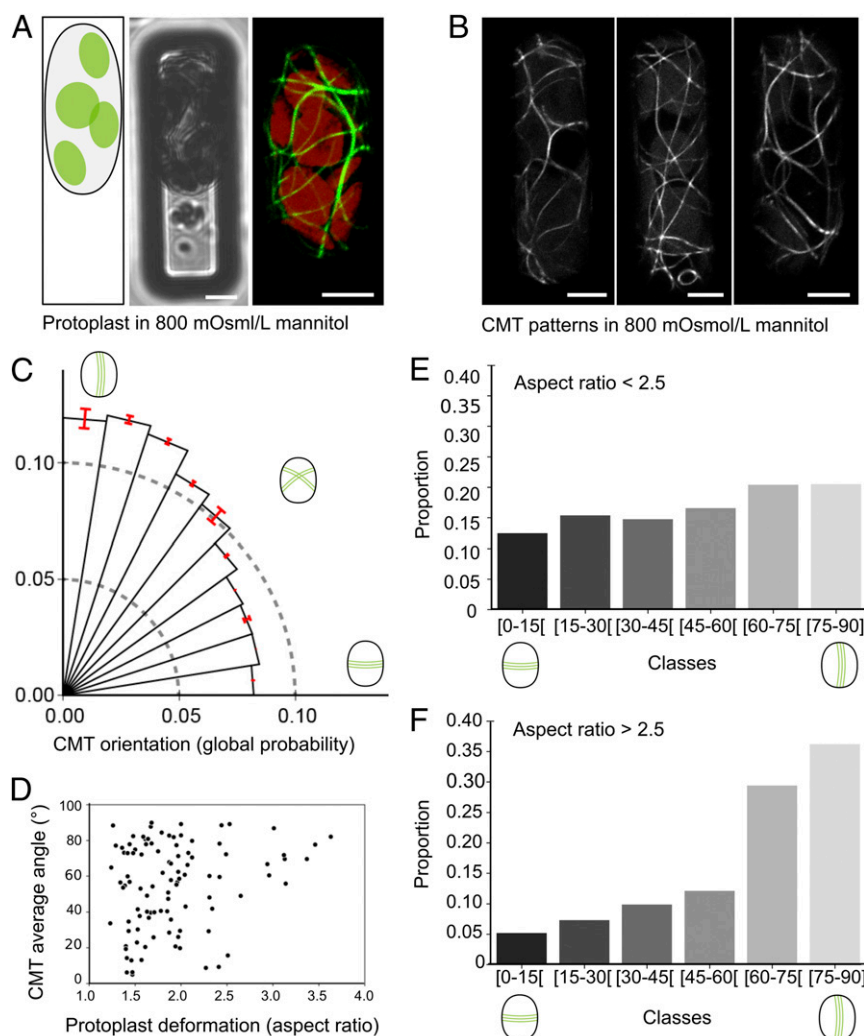 A
B
Protoplast in 800 mOsml/L mannitol
CMT patterns in 800 mOsmol/L mannitol
C
0.10
0.05
0.00
0.00 0.05 0.10
CMT orientation (global probability)
D
CMT average angle (°)
100
80
60
40
20
0
1.0 1.5 2.0 2.5 3.0 3.5 4.0
Protoplast deformation (aspect ratio)
E
Aspect ratio < 2.5
Proportion
0.40
0.35
0.30
0.25
0.20
0.15
0.10
0.05
0
[0-15[ [15-30[ [30-45[ [45-60[ [60-75[ [75-90]
Classes
F
Aspect ratio > 2.5
Proportion
0.40
0.35
0.30
0.25
0.20
0.15
0.10
0.05
0
[0-15[ [15-30[ [30-45[ [45-60[ [60-75[ [75-90]
Classes